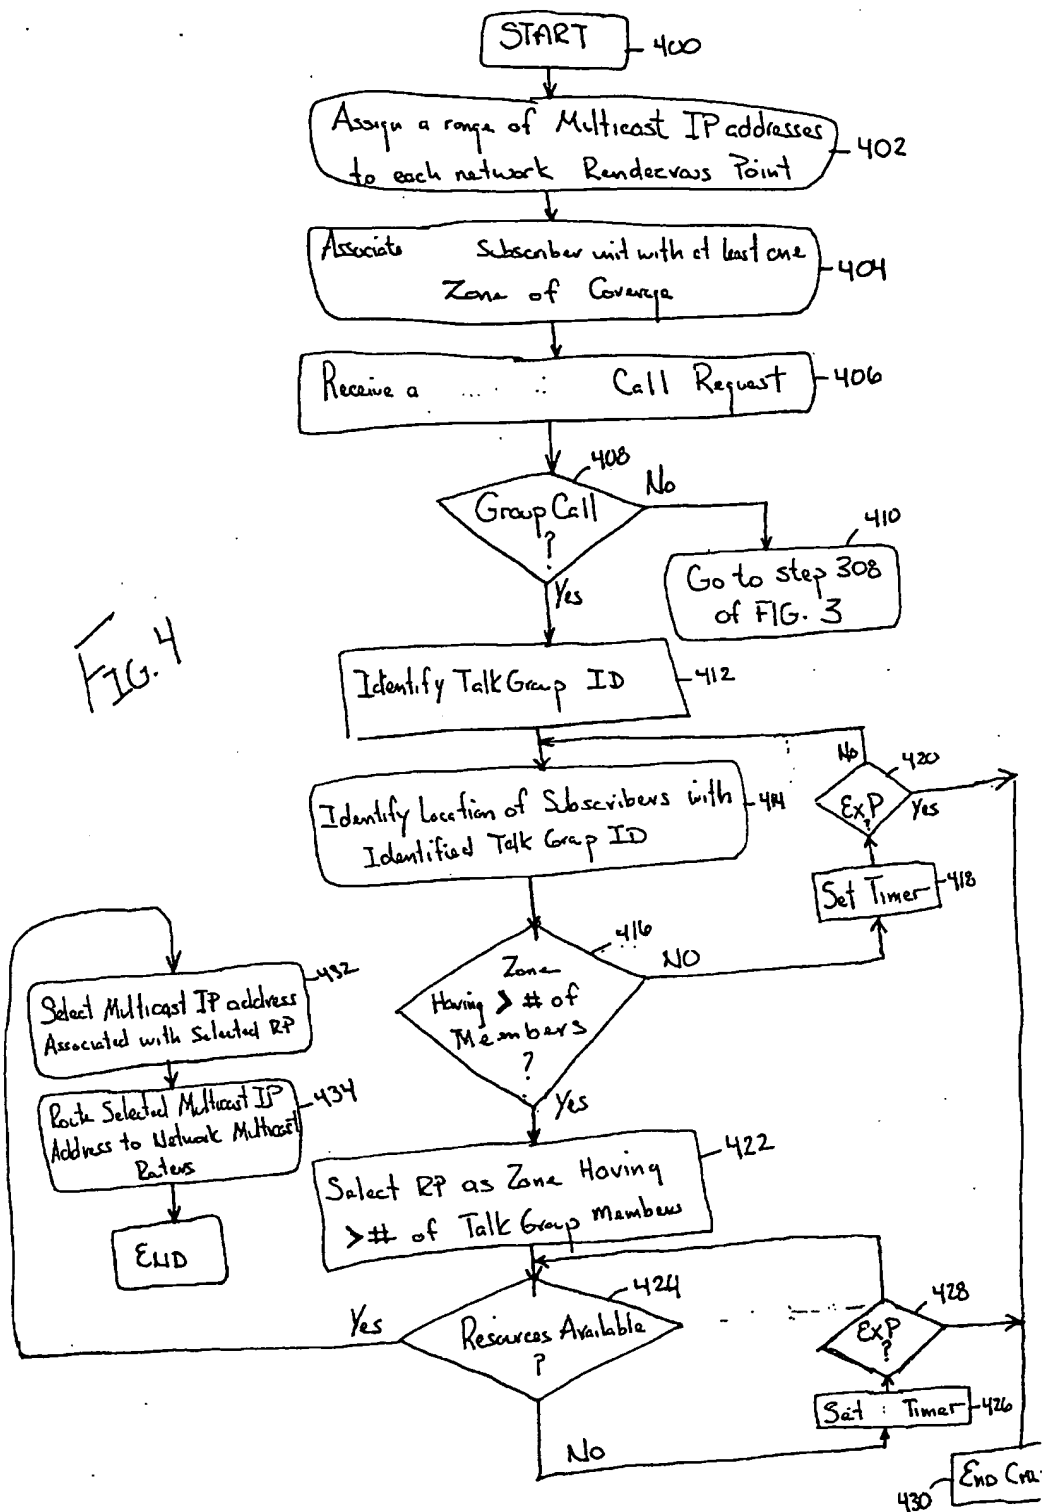 START
400
Assign a range of Multicast IP addresses
to each network Rendezvous Point
402
Associate Subscriber unit with at least one
Zone of Coverage
404
Receive a .... : Call Request
406
408
Group Call
?
No
Yes
410
Go to step 308
of FIG. 3
FIG. 4
Identify Talk Group ID
412
Identify Location of Subscribers with
Identified Talk Group ID
414
No
420
EXP
?
Yes
Set Timer
418
416
Zone
Having > # of
Members
?
NO
Yes
432
Select Multicast IP address
Associated with Selected RP
Route Selected Multicast IP
Address to Network Multicast
Routers
434
END
422
Select RP as Zone Having
> # of Talk Group Members
424
Resources Available
?
Yes
NO
428
EXP
?
Set : Timer
426
430
END